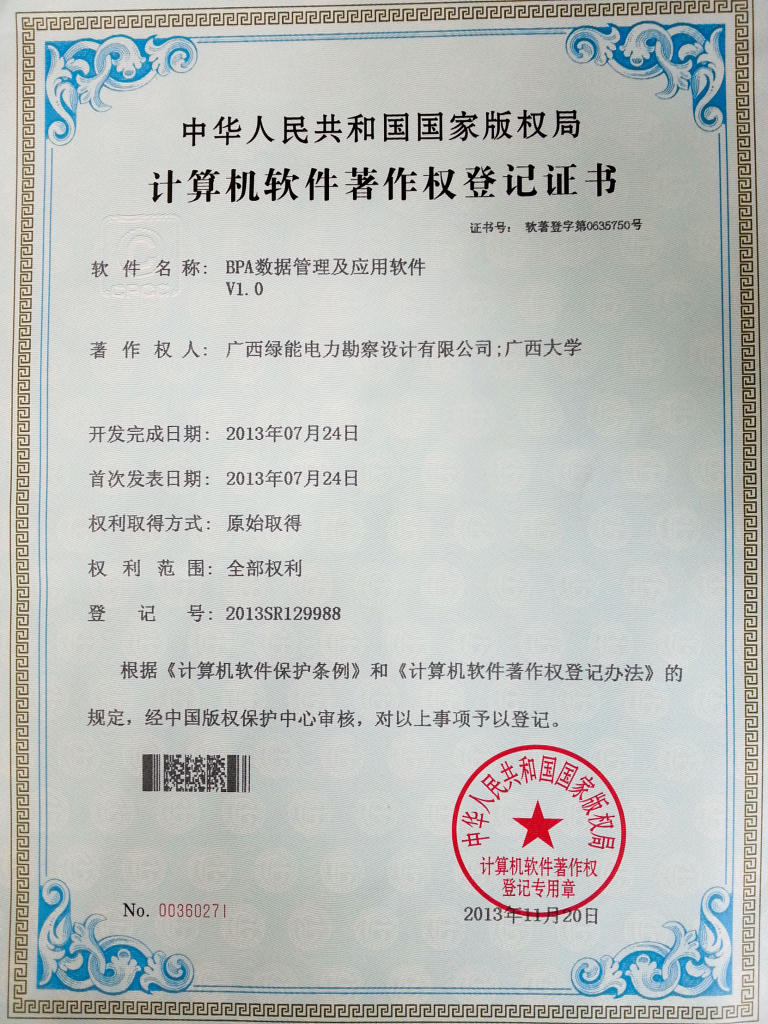 中华人民共和国国家版权局
计算机软件著作权登记证书
证书号： 软著登字第0635750号
CPCC
软件名称： BPA数据管理及应用软件
V1.0
著作权人： 广西绿能电力勘察设计有限公司;广西大学
开发完成日期： 2013年07月24日
首次发表日期： 2013年07月24日
权利取得方式： 原始取得
权利范围： 全部权利
登记号： 2013SR129988
根据《计算机软件保护条例》和《计算机软件著作权登记办法》的
规定，经中国版权保护中心审核，对以上事项予以登记。
中华人民共和国国家版权局
计算机软件著作权
登记专用章
No. 00360271
2013年11月20日